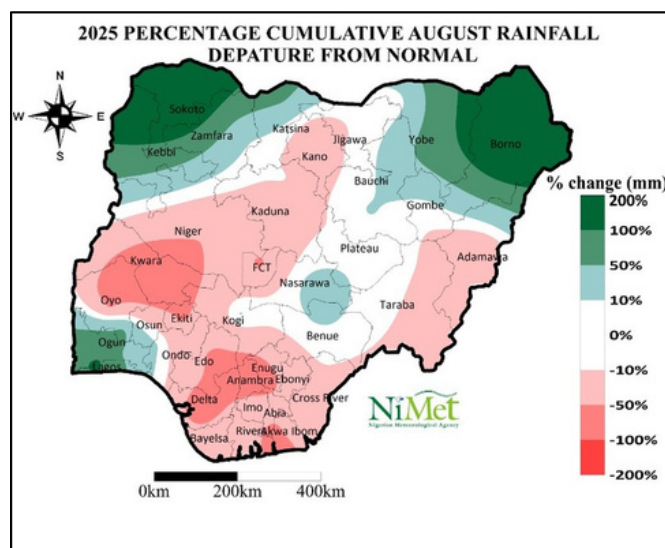 2025 PERCENTAGE CUMULATIVE AUGUST RAINFALL
DEPATURE FROM NORMAL
N
W E
S
Sokoto
Katsina
Zamfara
Jigawa
Yobe
Borno
Kebbi
Kano
Bauchi
Gombe
Kaduna
Niger
Plateau
Kwara
FCT
Adamawa
Nasarawa
Oyo
Taraba
Ekiti
Kogi
Osun
Benue
Ogun
Ondo
Edo
Lagos
Enugu
Anambra
Ebonyi
Delta
Cross River
Imo
Abia
Rivers
Akwa Ibom
Bayelsa
% change (mm)
200%
100%
50%
10%
0%
-10%
-50%
-100%
-200%
NiMet
Nigerian Meteorological Agency
0km 200km 400km